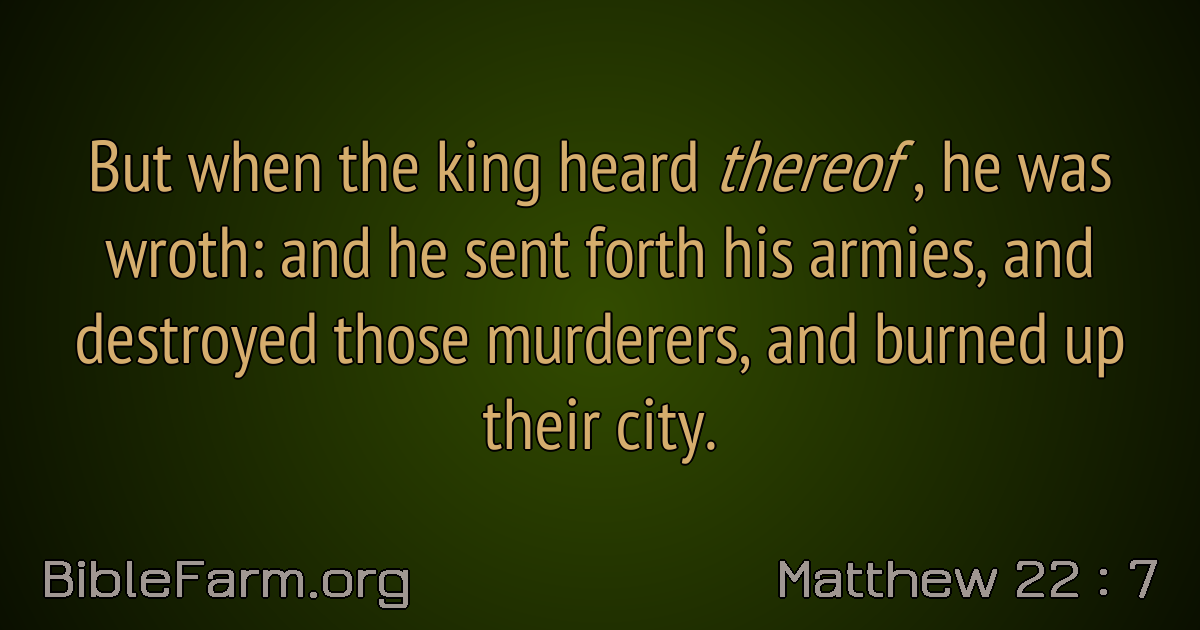 But when the king heard thereof , he was
wroth: and he sent forth his armies, and
destroyed those murderers, and burned up
their city.
BibleFarm.org
Matthew 22 : 7